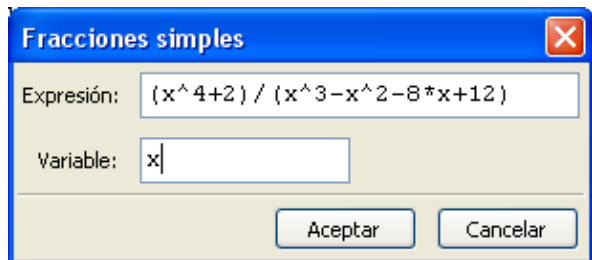 Fracciones simples
Expresión: (x^4+2)/(x^3-x^2-8*x+12)
Variable: x
Aceptar Cancelar